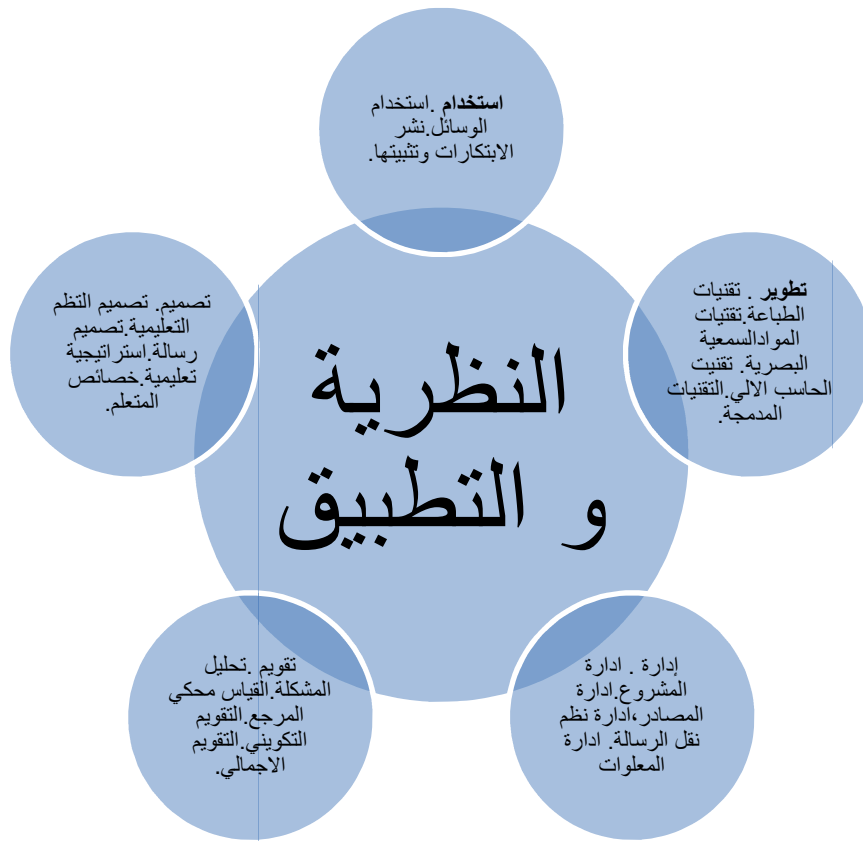 استخدام .استخدام
الوسائل.نشر
الابتكارات وتثبيتها.
تطوير . تقنيات
الطباعة.تقتيات
الموادالسمعية
البصرية. تقنيت
الحاسب الالي.التقنيات
المدمجة.
النظرية
و التطبيق
تصميم. تصميم التظم
التعليمية.تصميم
رسالة.استراتيجية
تعليمية.خصائص
المتعلم.
إدارة . ادارة
المشروع.ادارة
المصادر،ادارة نظم
نقل الرسالة. ادارة
المعلوات
تقويم .تحليل
المشكلة.القياس محكي
المرجع.التقويم
التكويني.التقويم
الاجمالي.